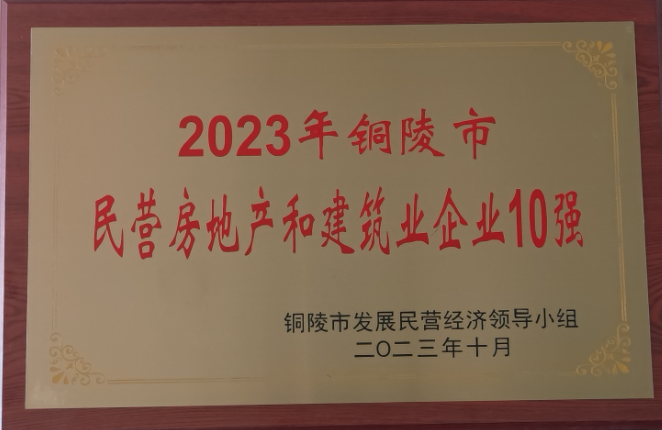 2023年铜陵市
民营房地产和建筑业企业10强
铜陵市发展民营经济领导小组
二〇二三年十月